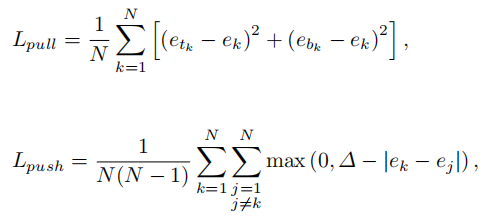 L_{pull} = \frac{1}{N} \sum_{k=1}^{N} \left[ (e_{t_k} - e_k)^2 + (e_{b_k} - e_k)^2 \right],
L_{push} = \frac{1}{N(N-1)} \sum_{k=1}^{N} \sum_{\substack{j=1 \\ j \neq k}}^{N} \max (0, \Delta - |e_k - e_j|),